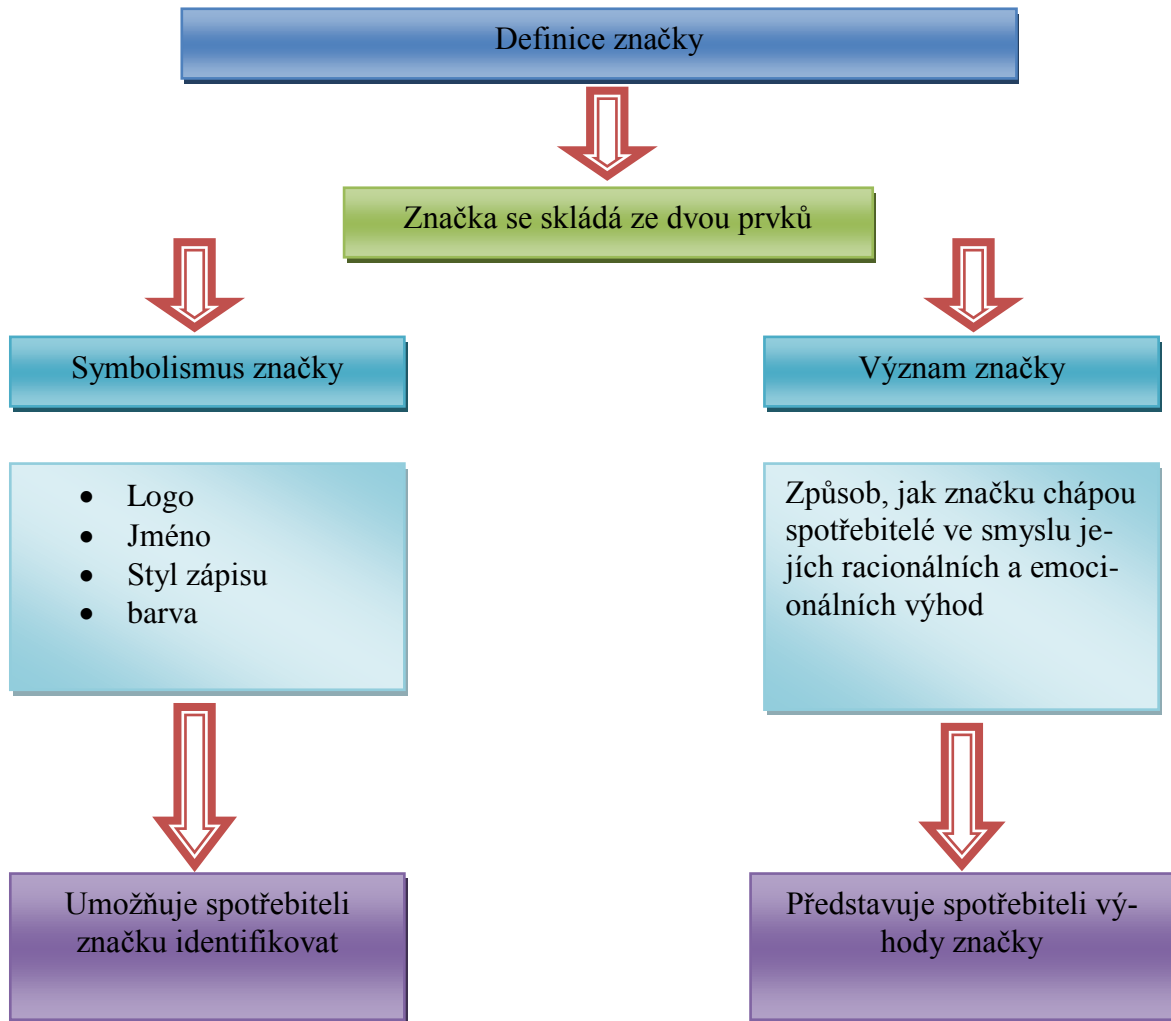 Definice značky
Značka se skládá ze dvou prvků
Symbolismus značky
Význam značky
• Logo
• Jméno
• Styl zápisu
• barva
Způsob, jak značku chápou
spotřebitelé ve smyslu je-
jích racionálních a emoci-
onálních výhod
Umožňuje spotřebiteli
značku identifikovat
Představuje spotřebiteli vý-
hody značky